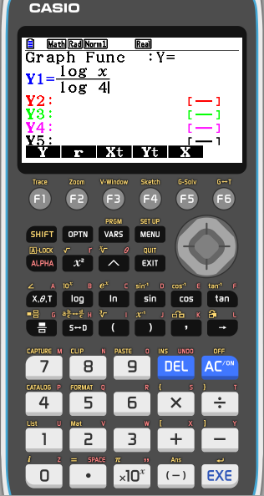 CASIO
Math Rad Norm1 Real
Graph Func :Y=
Y1=log x
log 4
Y2: [—]
Y3: [—]
Y4: [—]
Y5:
Y r Xt Yt X
Trace Zoom V-Window Sketch G-Solv G↔T
F1 F2 F3 F4 F5 F6
PRGM SET UP
SHIFT OPTN VARS MENU
A-LOCK √ r ˣ√ θ QUIT
ALPHA x² ^ EXIT
∠ A 10ˣ B eˣ C sin⁻¹ D cos⁻¹ E tan⁻¹ F
X,θ,T log ln sin cos tan
S↔D ( ) , →
CAPTURE M CLIP N PASTE O INS UNDO OFF
7 8 9 DEL AC/ON
CATALOG P FORMAT Q R { S } T
4 5 6 × ÷
List U Mat V W [ X ] Y
1 2 3 + −
i Z = SPACE π " Ans
0 • ×10ˣ (−) EXE